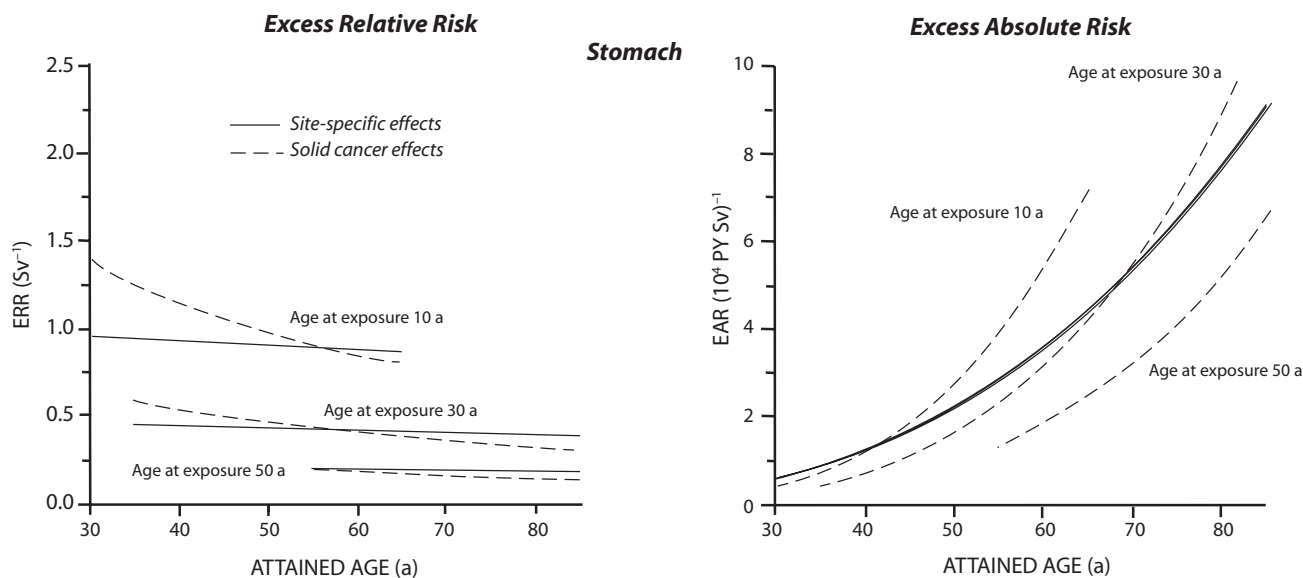 Excess Relative Risk
Excess Absolute Risk
Stomach
2.5
2.0
1.5
1.0
0.5
0.0
ERR (Sv⁻¹)
Site-specific effects
Solid cancer effects
Age at exposure 10 a
Age at exposure 30 a
Age at exposure 50 a
30 40 50 60 70 80
ATTAINED AGE (a)
10
8
6
4
2
0
EAR (10⁴ PY Sv)⁻¹
Age at exposure 30 a
Age at exposure 10 a
Age at exposure 50 a
30 40 50 60 70 80
ATTAINED AGE (a)